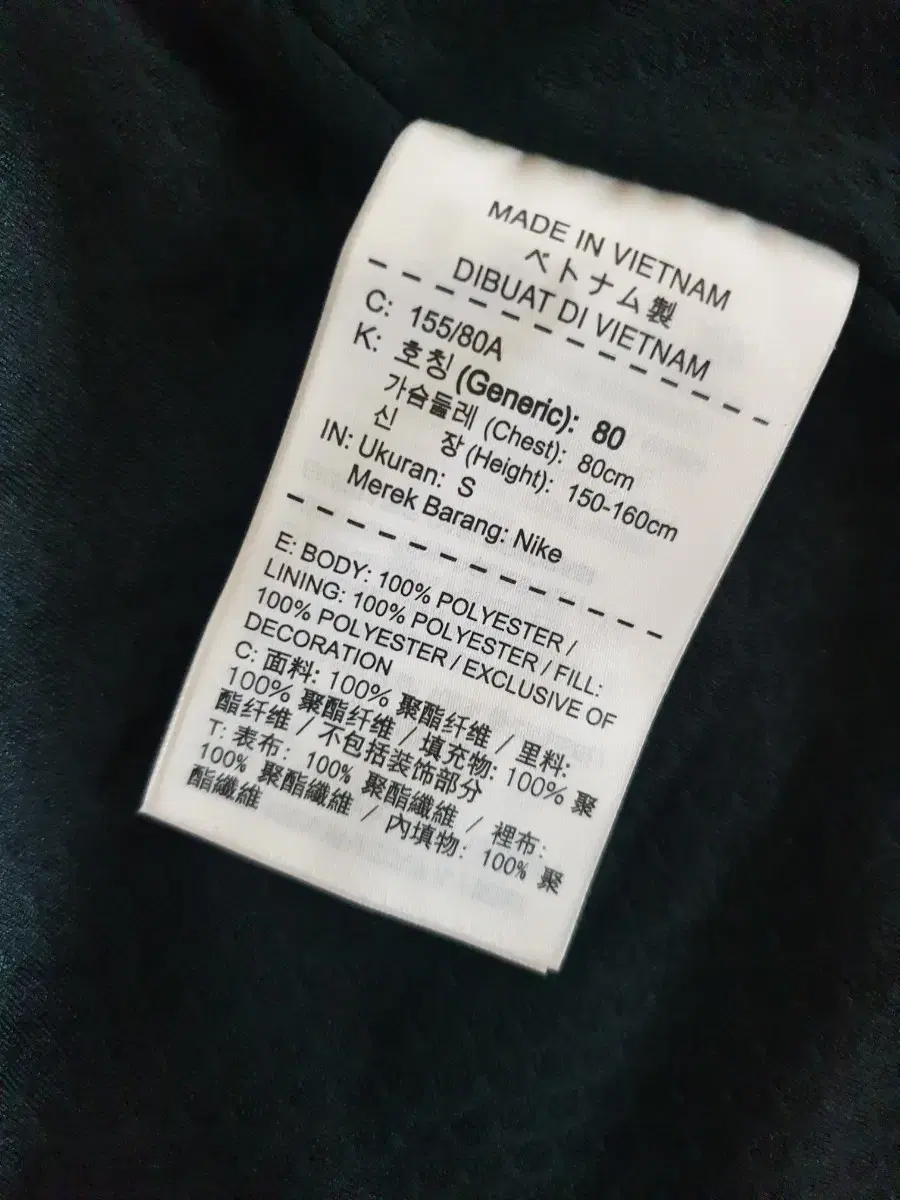 MADE IN VIETNAM
ベトナム製
DIBUAT DI VIETNAM
C: 155/80A
K: 호칭 (Generic): 80
가슴둘레 (Chest): 80cm
신 장 (Height): 150-160cm
IN: Ukuran: S
Merek Barang: Nike
E: BODY: 100% POLYESTER /
LINING: 100% POLYESTER / FILL:
100% POLYESTER / EXCLUSIVE OF
DECORATION
C: 面料: 100% 聚酯纤维 / 里料:
100% 聚酯纤维 / 填充物: 100% 聚
酯纤维 / 不包括装饰部分
T: 表布: 100% 聚酯纖維 / 裡布:
100% 聚酯纖維 / 內填物: 100% 聚
酯纖維